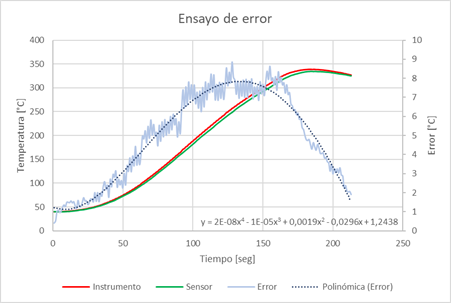 Ensayo de error
400
350
300
250
200
150
100
50
0
Temperatura [°C]
10
9
8
7
6
5
4
3
2
1
0
Error [°C]
y = 2E-08x⁴ - 1E-05x³ + 0,0019x² - 0,0296x + 1,2438
0 50 100 150 200 250
Tiempo [seg]
Instrumento Sensor Error Polinómica (Error)